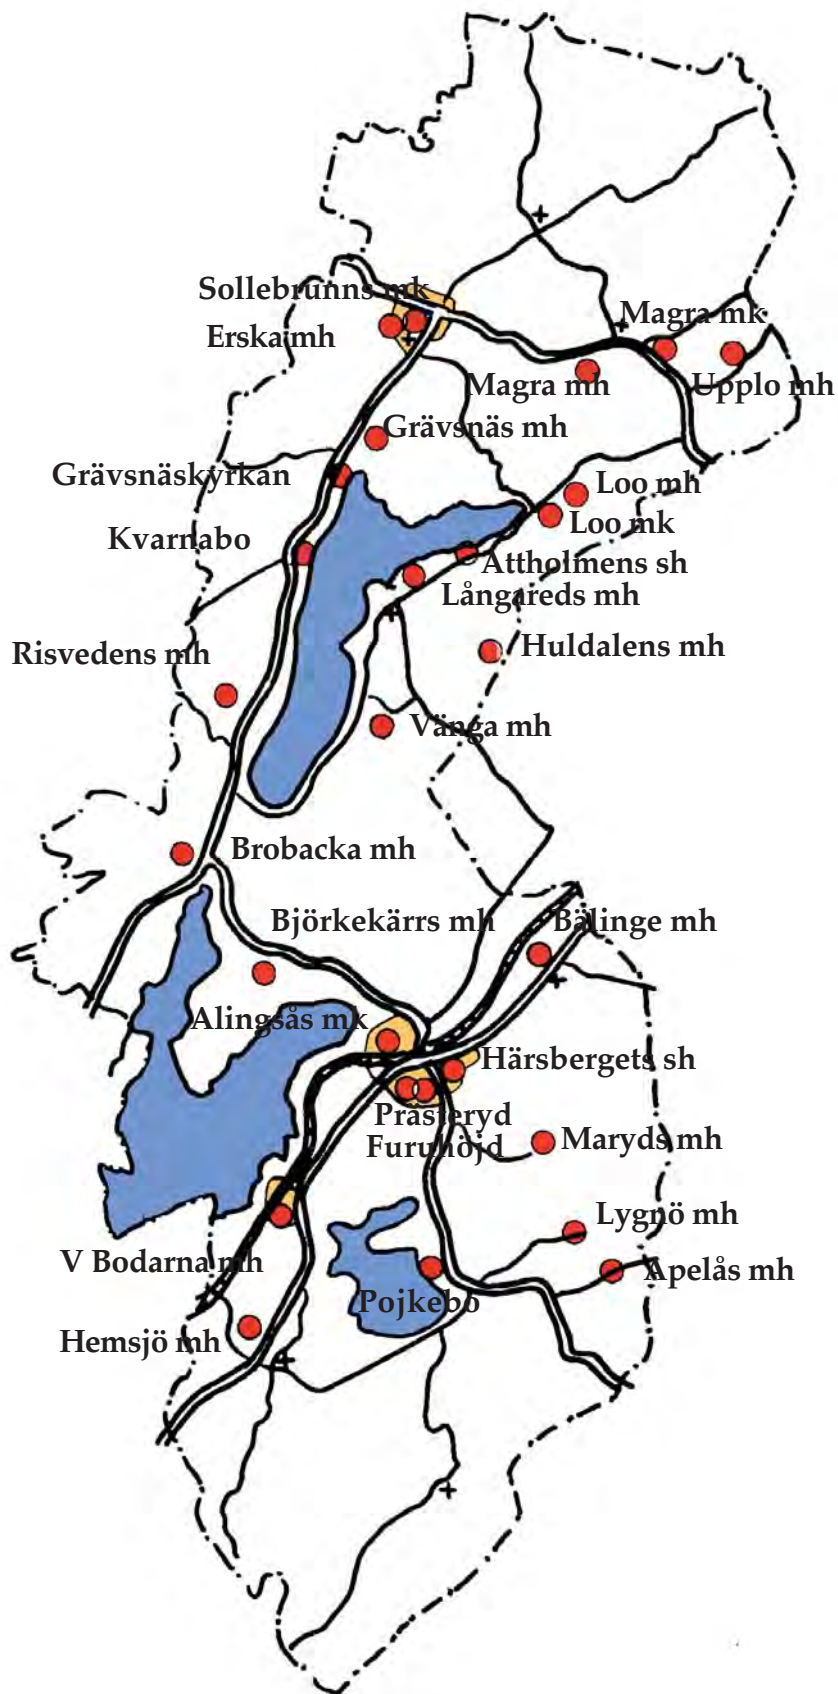 Sollebrunns mk
Magra mk
Erska mh
Magra mh
Upplo mh
Grävsnäs mh
Grävsnäskyrkan
Loo mh
Loo mk
Kvarnabo
Attholmens sh
Långareds mh
Risvedens mh
Huldalens mh
Vänga mh
Brobacka mh
Björkekärrs mh
Bälinge mh
Alingsås mk
Härsbergets sh
Prästeryd
Furuhöjd
Maryds mh
Lygnö mh
V Bodarna mh
Apelås mh
Pojkebo
Hemsjö mh